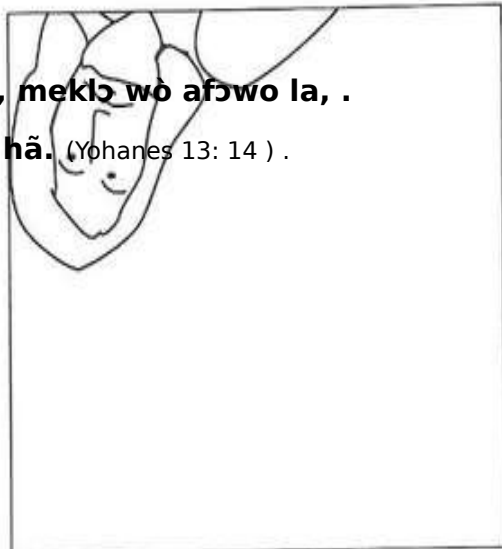 , meklɔ wò afɔwo la, .
hã. (Yohanes 13: 14 ) .